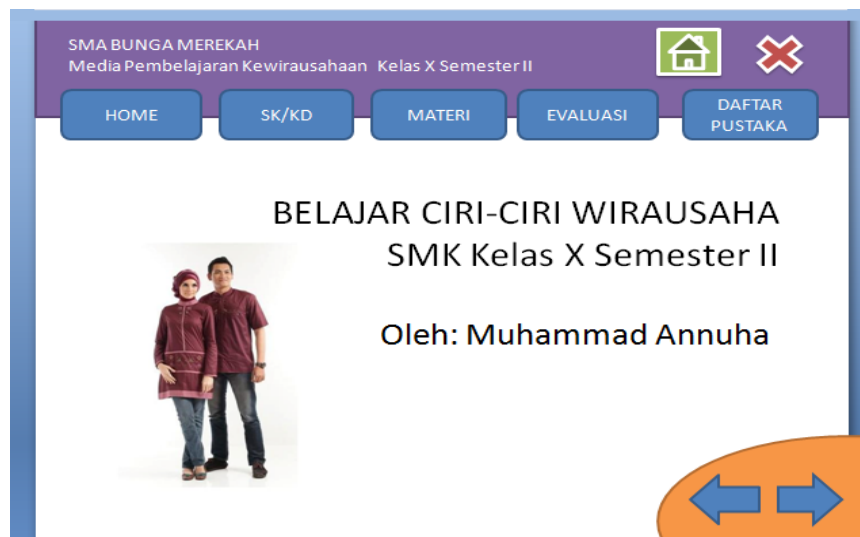 SMA BUNGA MEREKAH
Media Pembelajaran Kewirausahaan Kelas X Semester II
HOME
SK/KD
MATERI
EVALUASI
DAFTAR
PUSTAKA
BELAJAR CIRI-CIRI WIRAUSAHA
SMK Kelas X Semester II
Oleh: Muhammad Annuha